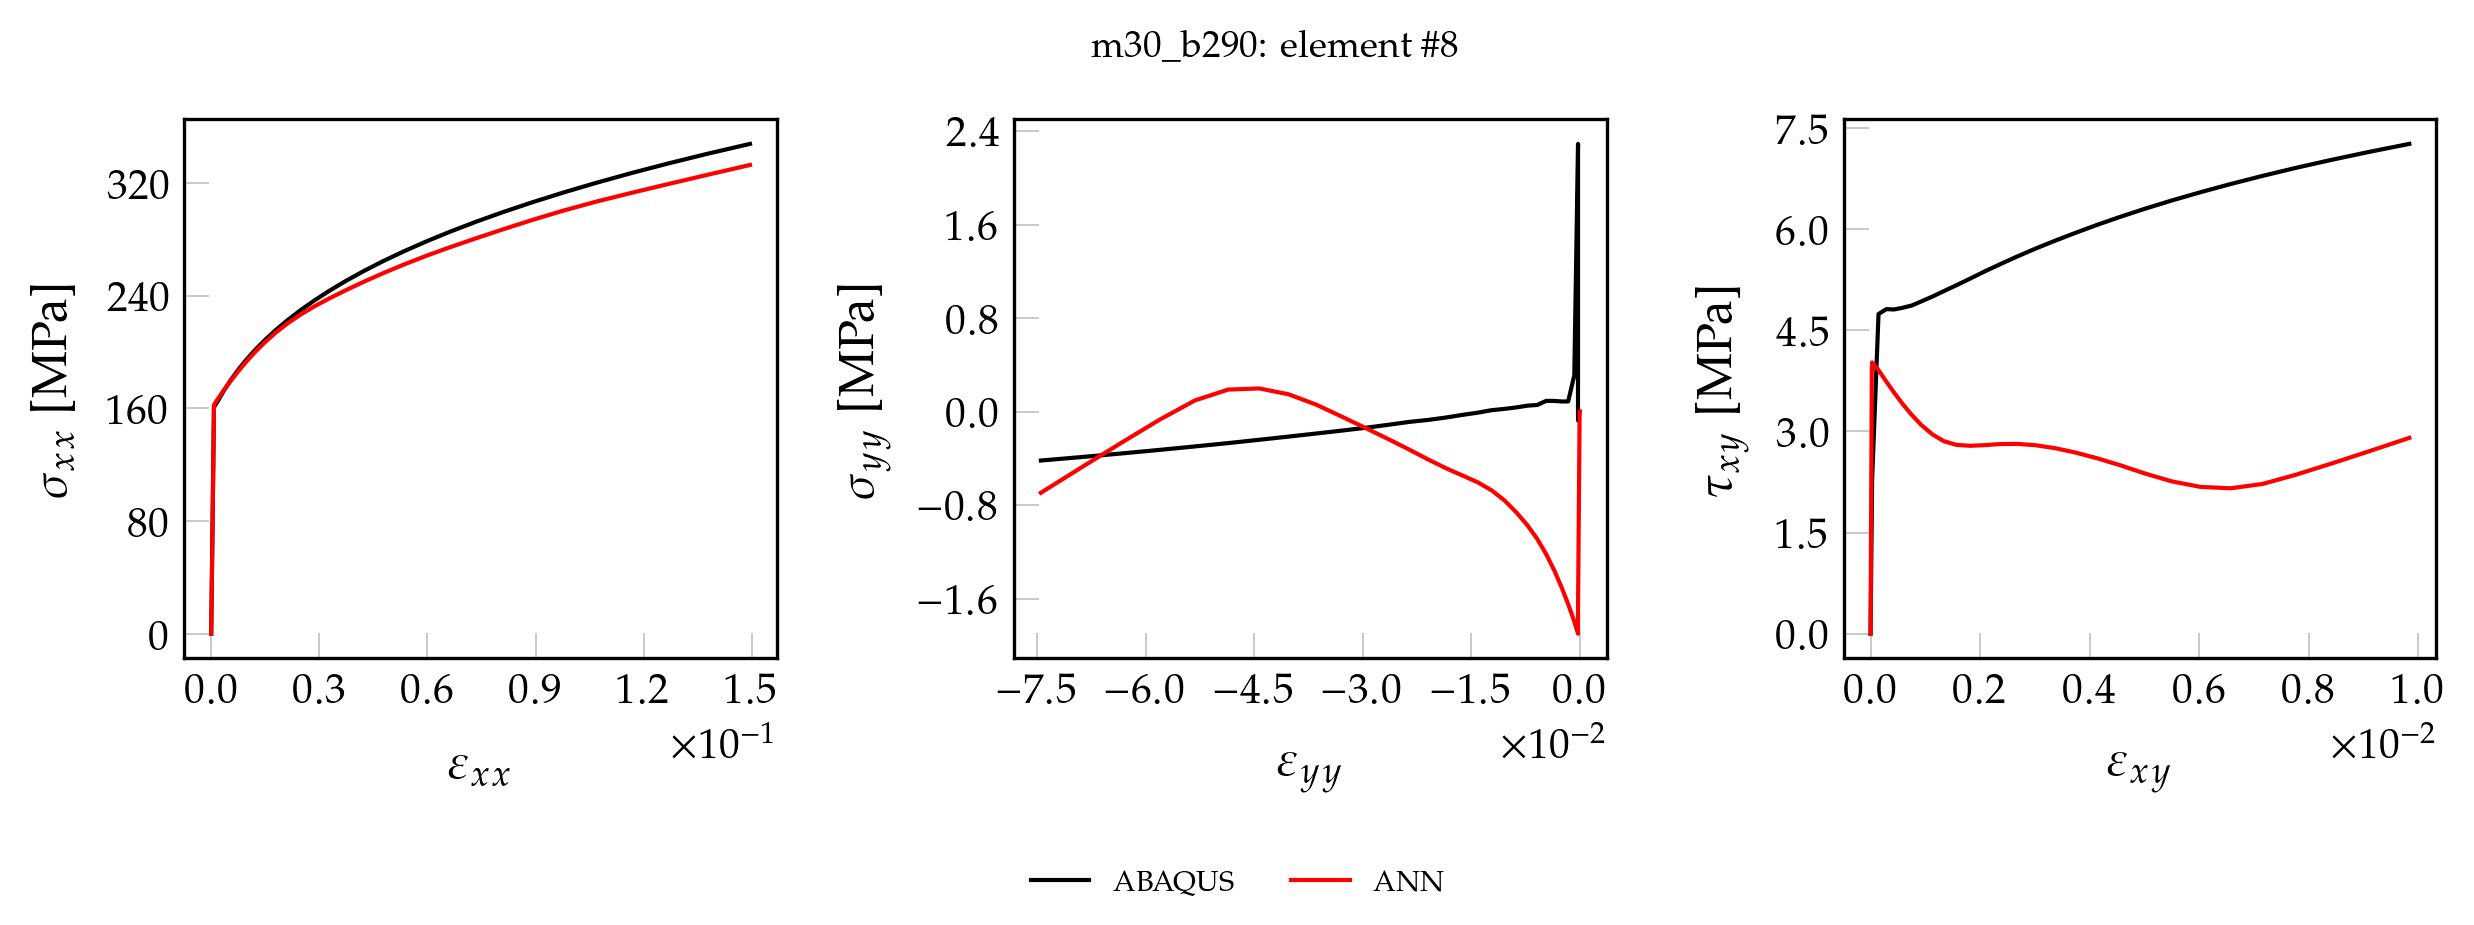 m30_b290: element #8
σxx [MPa]
320
240
160
80
0
0.0 0.3 0.6 0.9 1.2 1.5
×10−1
εxx
σyy [MPa]
2.4
1.6
0.8
0.0
−0.8
−1.6
−7.5 −6.0 −4.5 −3.0 −1.5 0.0
×10−2
εyy
τxy [MPa]
7.5
6.0
4.5
3.0
1.5
0.0
0.0 0.2 0.4 0.6 0.8 1.0
×10−2
εxy
ABAQUS ANN